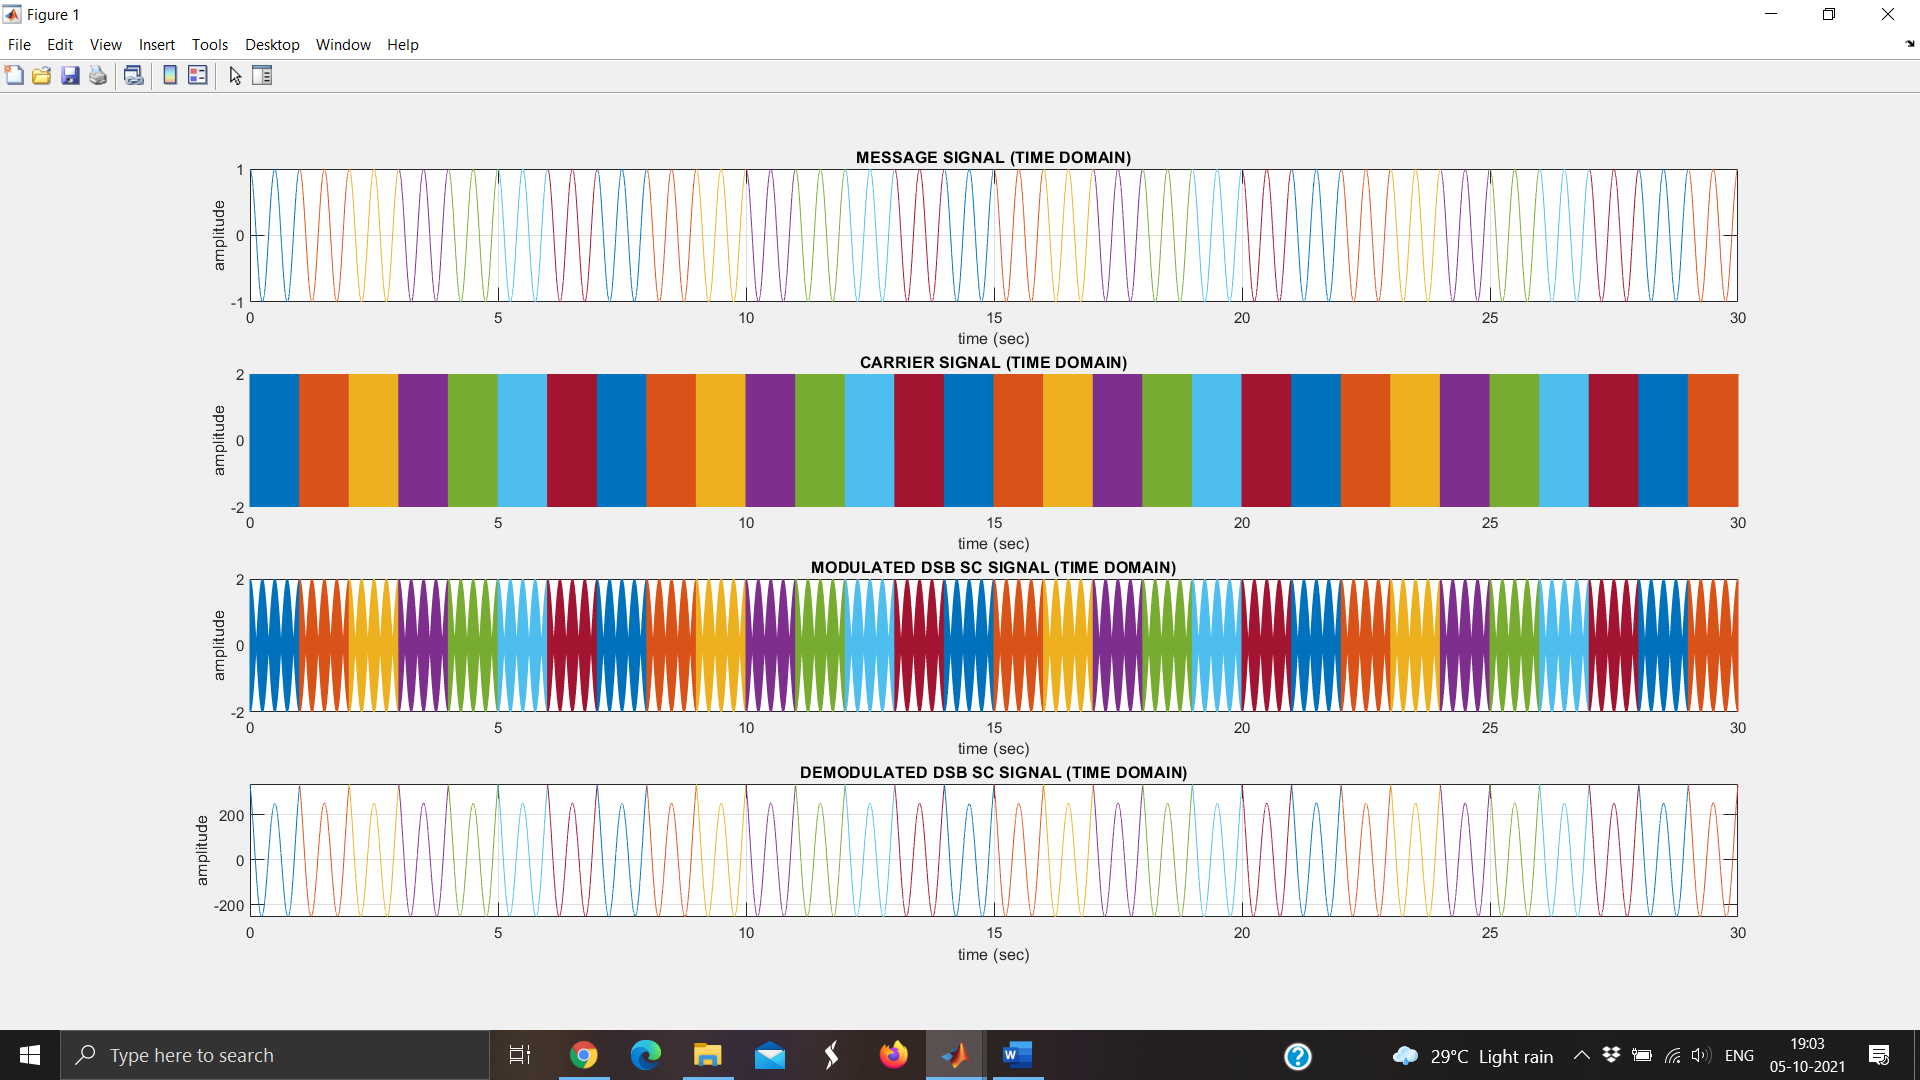 Figure 1
File Edit View Insert Tools Desktop Window Help
MESSAGE SIGNAL (TIME DOMAIN)
1
0
-1
amplitude
0 5 10 15 20 25 30
time (sec)
CARRIER SIGNAL (TIME DOMAIN)
2
0
-2
amplitude
0 5 10 15 20 25 30
time (sec)
MODULATED DSB SC SIGNAL (TIME DOMAIN)
2
0
-2
amplitude
0 5 10 15 20 25 30
time (sec)
DEMODULATED DSB SC SIGNAL (TIME DOMAIN)
200
0
-200
amplitude
0 5 10 15 20 25 30
time (sec)
Type here to search
29°C Light rain
ENG
19:03
05-10-2021